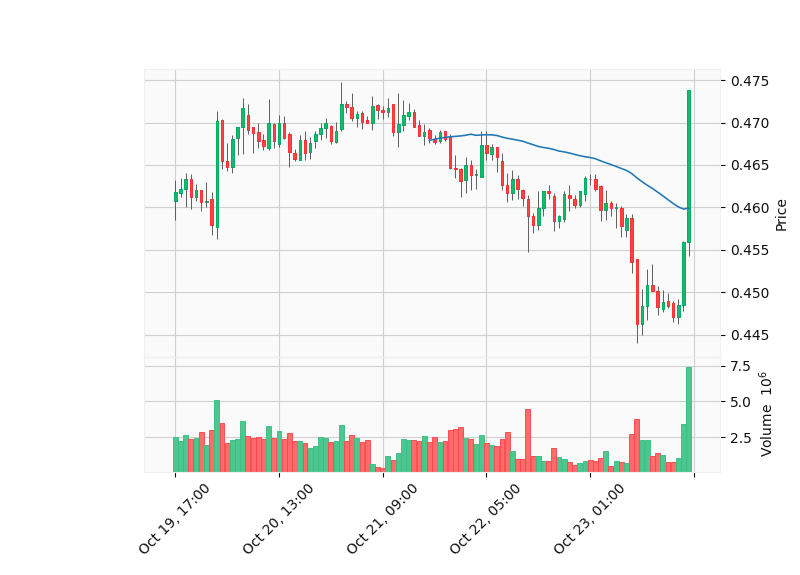 0.475
0.470
0.465
0.460
0.455
0.450
0.445
Price
7.5
5.0
2.5
Volume 10^6
Oct 19, 17:00
Oct 20, 13:00
Oct 21, 09:00
Oct 22, 05:00
Oct 23, 01:00